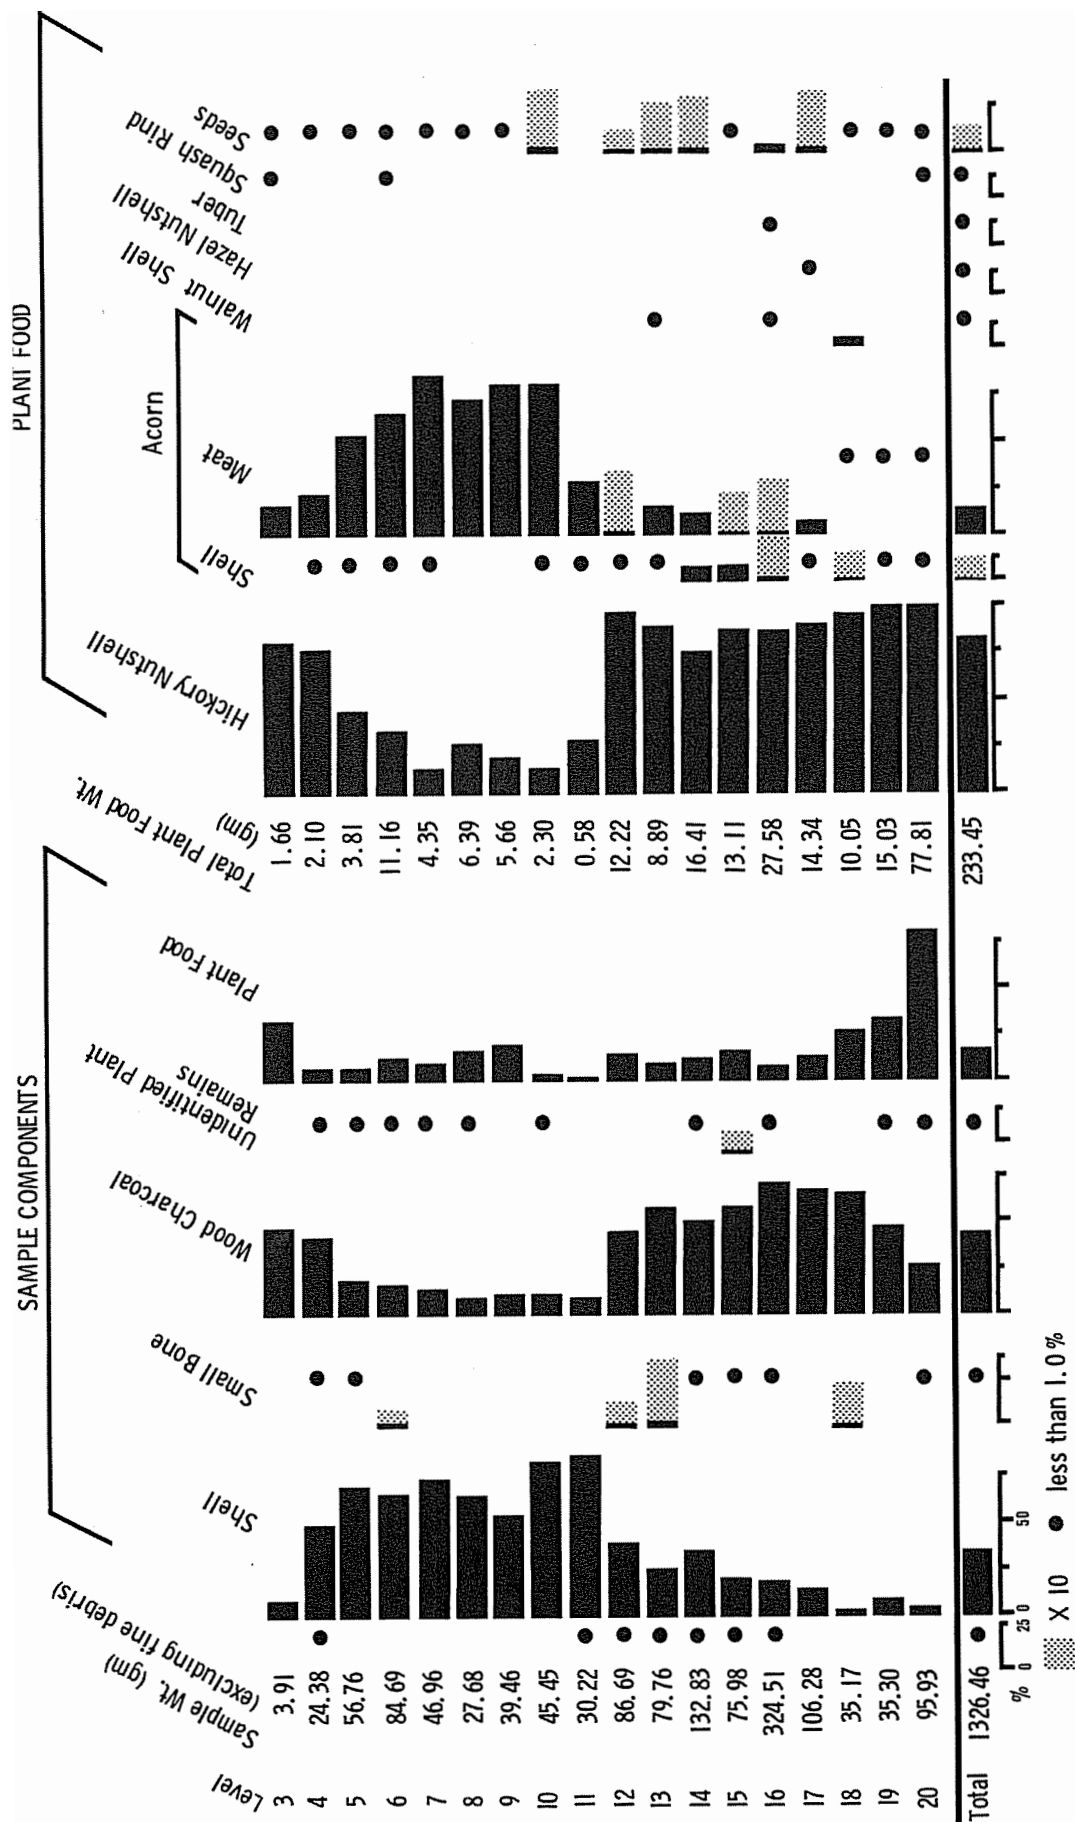 PLANT FOOD
Acorn
SAMPLE COMPONENTS
Level
Sample Wt. (gm)
(excluding fine debris)
Shell
Small Bone
Wood Charcoal
Unidentified Plant
Remains
Plant Food
Total Plant Food Wt.
(gm)
Hickory Nutshell
Shell
Meat
Walnut Shell
Hazel Nutshell
Tuber
Squash Rind
Seeds
3 3.91 1.66
4 24.38 2.10
5 56.76 3.81
6 84.69 11.16
7 46.96 4.35
8 27.68 6.39
9 39.46 5.66
10 45.45 2.30
11 30.22 0.58
12 86.69 12.22
13 79.76 8.89
14 132.83 16.41
15 75.98 13.11
16 324.51 27.58
17 106.28 14.34
18 35.17 10.05
19 35.30 15.03
20 95.93 77.81
Total 1326.46 233.45
% 0 25 0 50
X 10 less than 1.0%